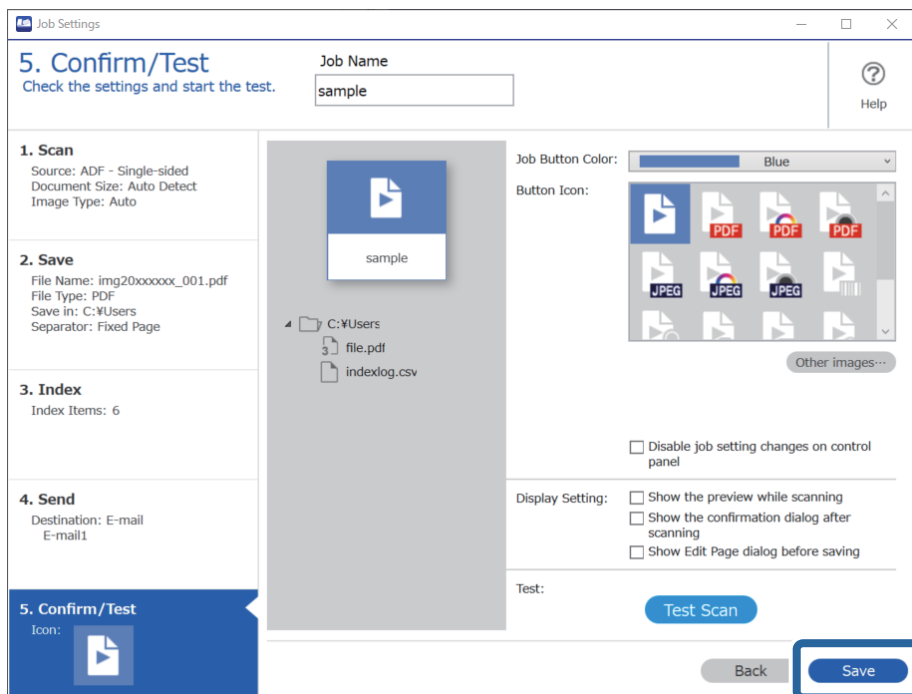 Job Settings
5. Confirm/Test
Check the settings and start the test.
Job Name
sample
Help
1. Scan
Source: ADF - Single-sided
Document Size: Auto Detect
Image Type: Auto
2. Save
File Name: img20xxxxxx_001.pdf
File Type: PDF
Save in: C:¥Users
Separator: Fixed Page
3. Index
Index Items: 6
4. Send
Destination: E-mail
E-mail1
5. Confirm/Test
Icon:
sample
C:¥Users
3 file.pdf
indexlog.csv
Job Button Color: Blue
Button Icon:
PDF PDF PDF
JPEG JPEG JPEG
Other images···
Disable job setting changes on control
panel
Display Setting: Show the preview while scanning
Show the confirmation dialog after
scanning
Show Edit Page dialog before saving
Test:
Test Scan
Back Save